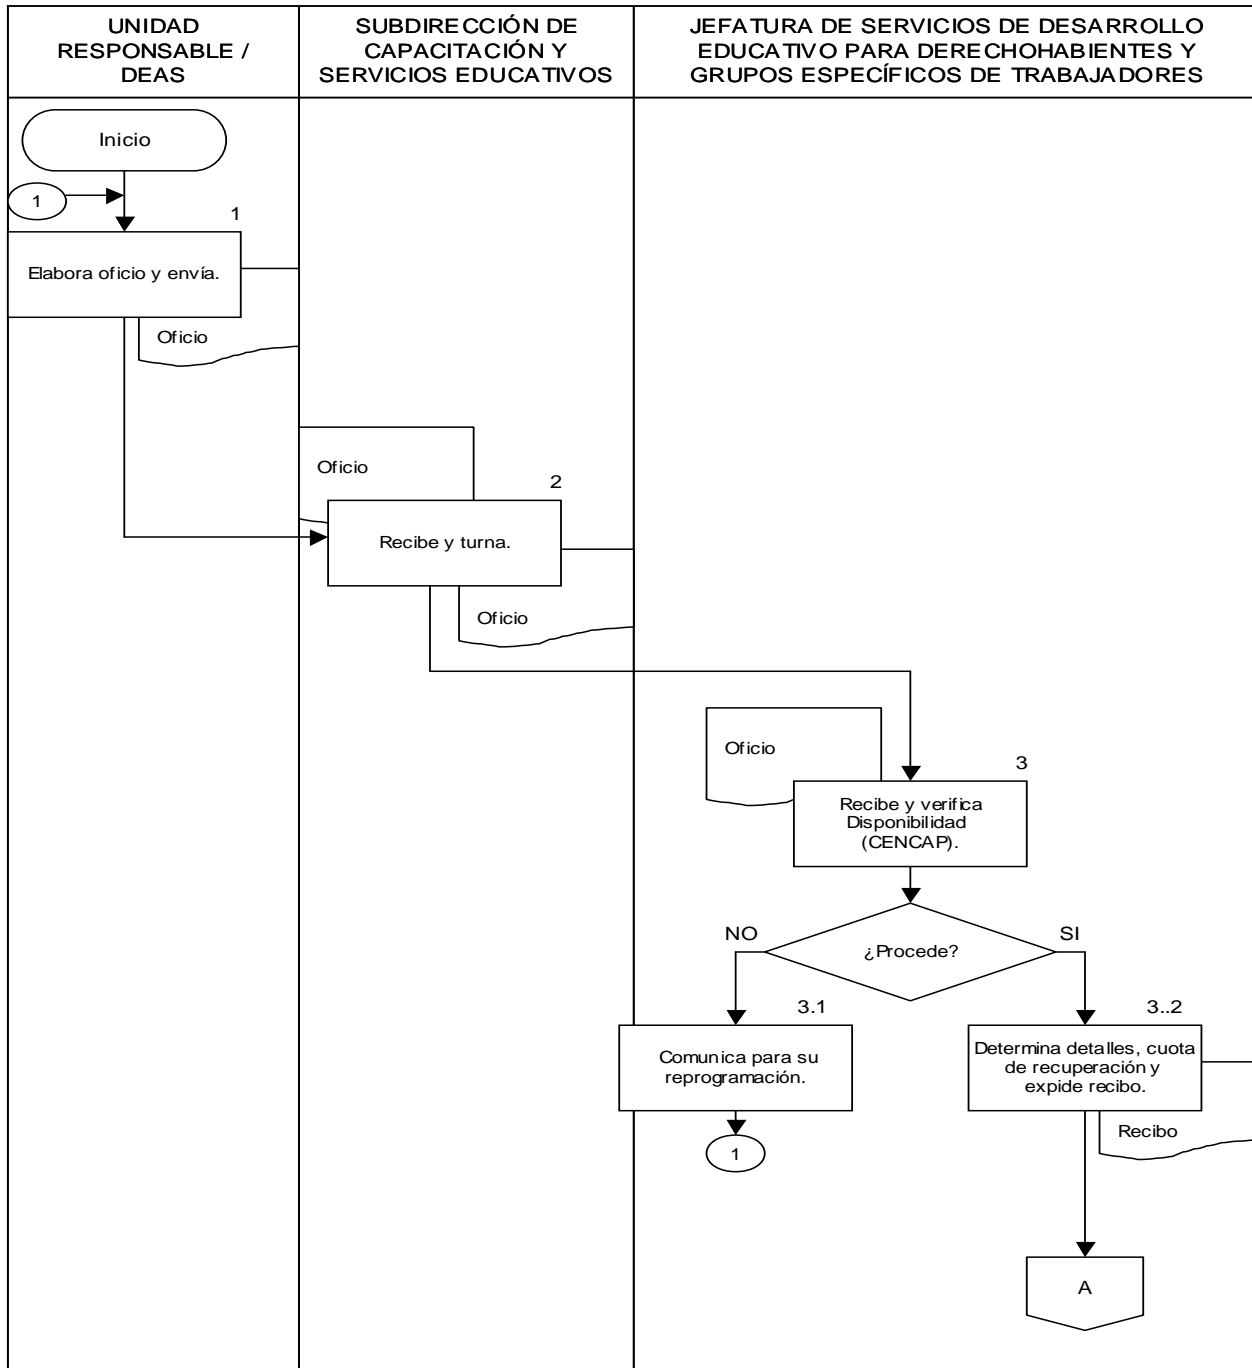 UNIDAD
RESPONSABLE /
DEAS
SUBDIRECCIÓN DE
CAPACITACIÓN Y
SERVICIOS EDUCATIVOS
JEFATURA DE SERVICIOS DE DESARROLLO
EDUCATIVO PARA DERECHOHABIENTES Y
GRUPOS ESPECÍFICOS DE TRABAJADORES
Inicio
1
1
Elabora oficio y envía.
Oficio
Oficio
2
Recibe y turna.
Oficio
Oficio
3
Recibe y verifica
Disponibilidad
(CENCAP).
NO
¿Procede?
SI
3.1
Comunica para su
reprogramación.
1
3..2
Determina detalles, cuota
de recuperación y
expide recibo.
Recibo
A